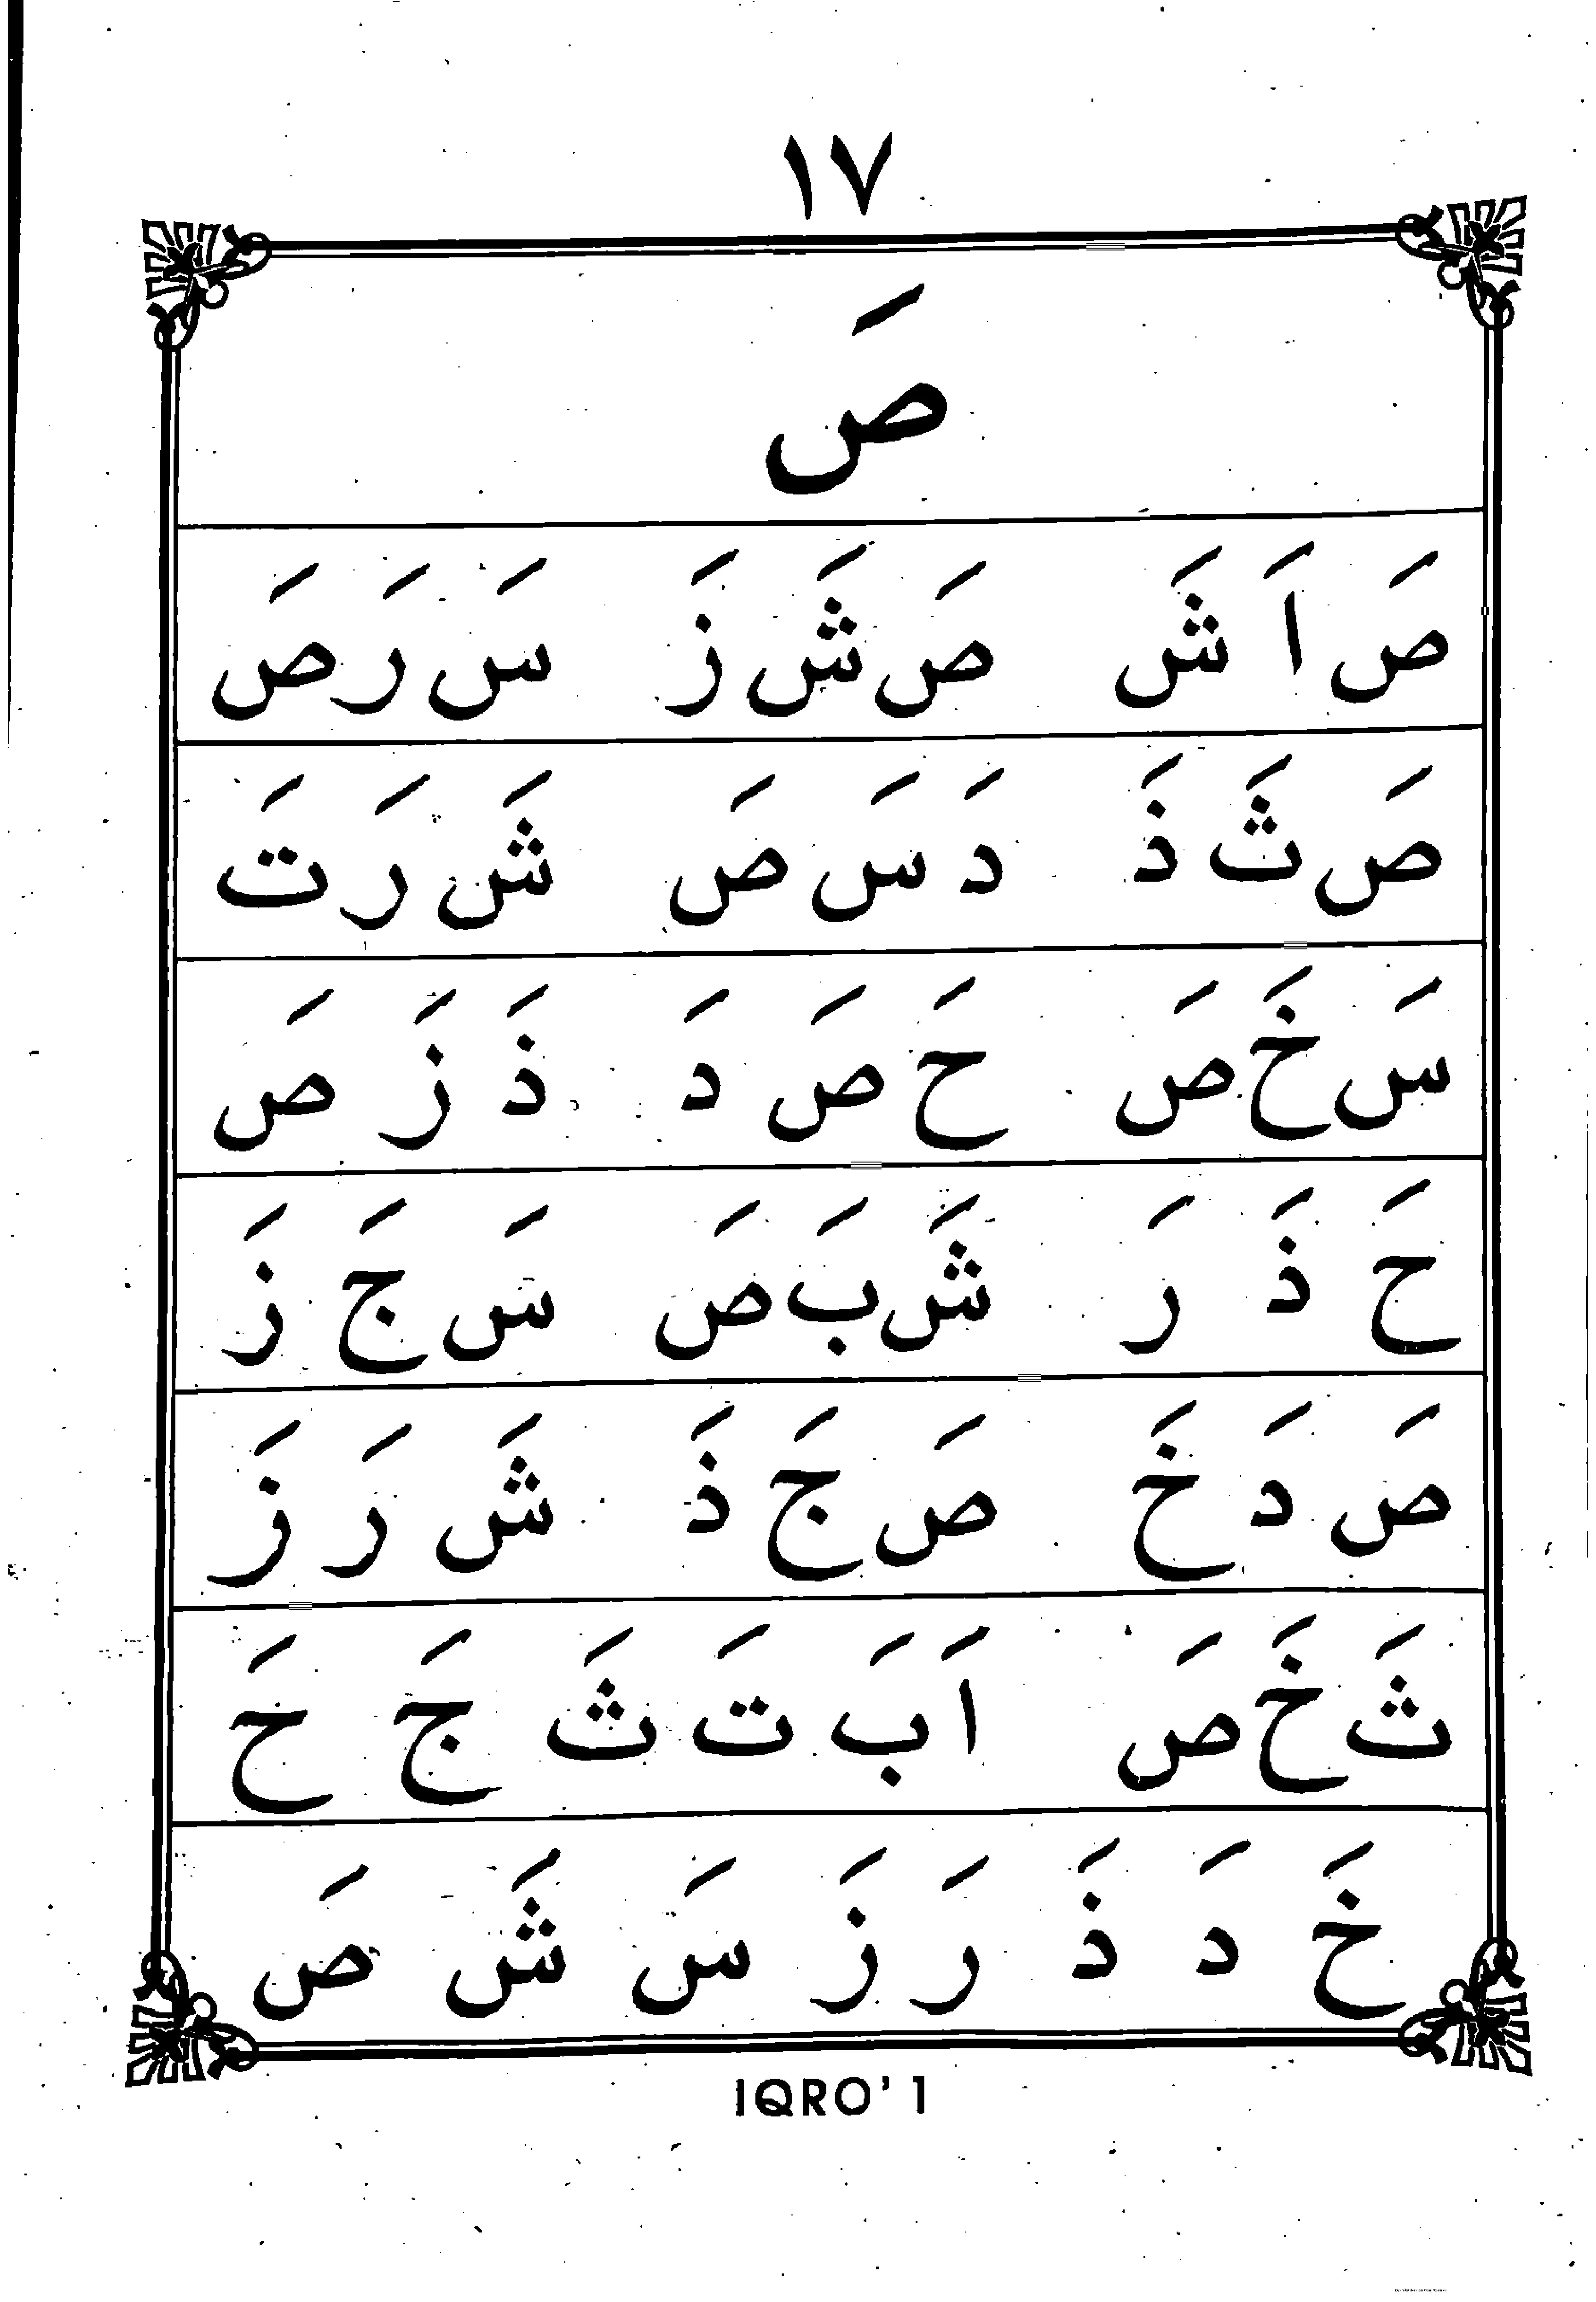 ١٧
صَ
صَ اَ شَ صَ شَ زَ سَ رَ صَ
صَ ثَ ذَ دَ سَ صَ شَ رَ تَ
سَ خَ صَ حَ صَ دَ ذَ زَ صَ
حَ ذَ رَ شَ بَ صَ سَ جَ زَ
صَ دَ خَ صَ جَ ذَ شَ رَ زَ
ثَ خَ صَ اَ بَ تَ ثَ جَ حَ
خَ دَ ذَ رَ زَ سَ شَ صَ
IQRO' 1